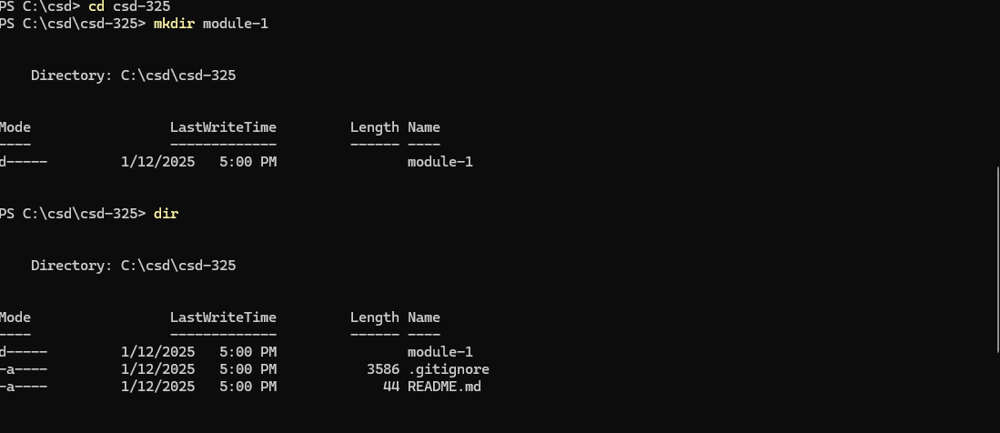 PS C:\csd> cd csd-325
PS C:\csd\csd-325> mkdir module-1
Directory: C:\csd\csd-325
Mode LastWriteTime Length Name
---- ------------- ------ ----
d----- 1/12/2025 5:00 PM module-1
PS C:\csd\csd-325> dir
Directory: C:\csd\csd-325
Mode LastWriteTime Length Name
---- ------------- ------ ----
d----- 1/12/2025 5:00 PM module-1
-a---- 1/12/2025 5:00 PM 3586 .gitignore
-a---- 1/12/2025 5:00 PM 44 README.md